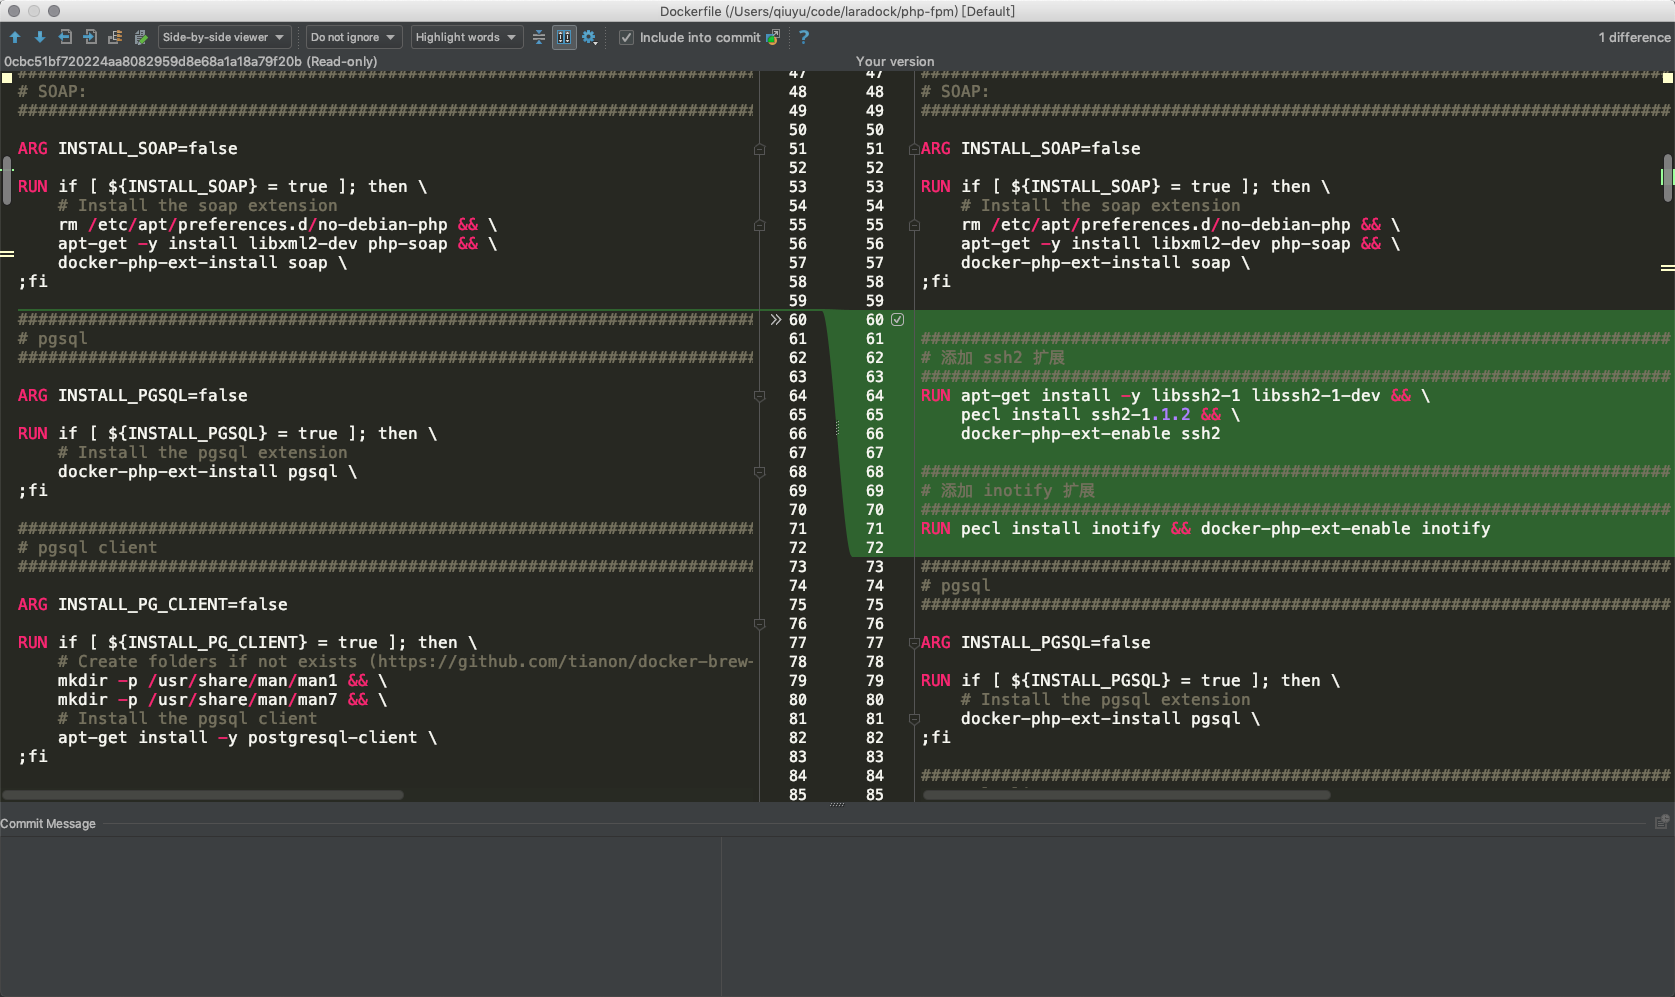 Dockerfile (/Users/qiuyu/code/laradock/php-fpm) [Default]
Side-by-side viewer
Do not ignore
Highlight words
Include into commit
?
1 difference
0cbc51bf720224aa8082959d8e68a1a18a79f20b (Read-only)
Your version
# SOAP:
ARG INSTALL_SOAP=false
RUN if [ ${INSTALL_SOAP} = true ]; then \
# Install the soap extension
rm /etc/apt/preferences.d/no-debian-php && \
apt-get -y install libxml2-dev php-soap && \
docker-php-ext-install soap \
;fi
###########################################################################
# pgsql
###########################################################################
ARG INSTALL_PGSQL=false
RUN if [ ${INSTALL_PGSQL} = true ]; then \
# Install the pgsql extension
docker-php-ext-install pgsql \
;fi
###########################################################################
# pgsql client
###########################################################################
ARG INSTALL_PG_CLIENT=false
RUN if [ ${INSTALL_PG_CLIENT} = true ]; then \
# Create folders if not exists (https://github.com/tianon/docker-brew-
mkdir -p /usr/share/man/man1 && \
mkdir -p /usr/share/man/man7 && \
# Install the pgsql client
apt-get install -y postgresql-client \
;fi
47 47
48 48
49 49
50 50
51 51
52 52
53 53
54 54
55 55
56 56
57 57
58 58
59 59
60 60
61 61
62 62
63 63
64 64
65 65
66 66
67 67
68 68
69 69
70 70
71 71
72 72
73 73
74 74
75 75
76 76
77 77
78 78
79 79
80 80
81 81
82 82
83 83
84 84
85 85
# SOAP:
###########################################################################
ARG INSTALL_SOAP=false
RUN if [ ${INSTALL_SOAP} = true ]; then \
# Install the soap extension
rm /etc/apt/preferences.d/no-debian-php && \
apt-get -y install libxml2-dev php-soap && \
docker-php-ext-install soap \
;fi
###########################################################################
# 添加 ssh2 扩展
###########################################################################
RUN apt-get install -y libssh2-1 libssh2-1-dev && \
pecl install ssh2-1.1.2 && \
docker-php-ext-enable ssh2
###########################################################################
# 添加 inotify 扩展
###########################################################################
RUN pecl install inotify && docker-php-ext-enable inotify
###########################################################################
# pgsql
###########################################################################
ARG INSTALL_PGSQL=false
RUN if [ ${INSTALL_PGSQL} = true ]; then \
# Install the pgsql extension
docker-php-ext-install pgsql \
;fi
###########################################################################
Commit Message